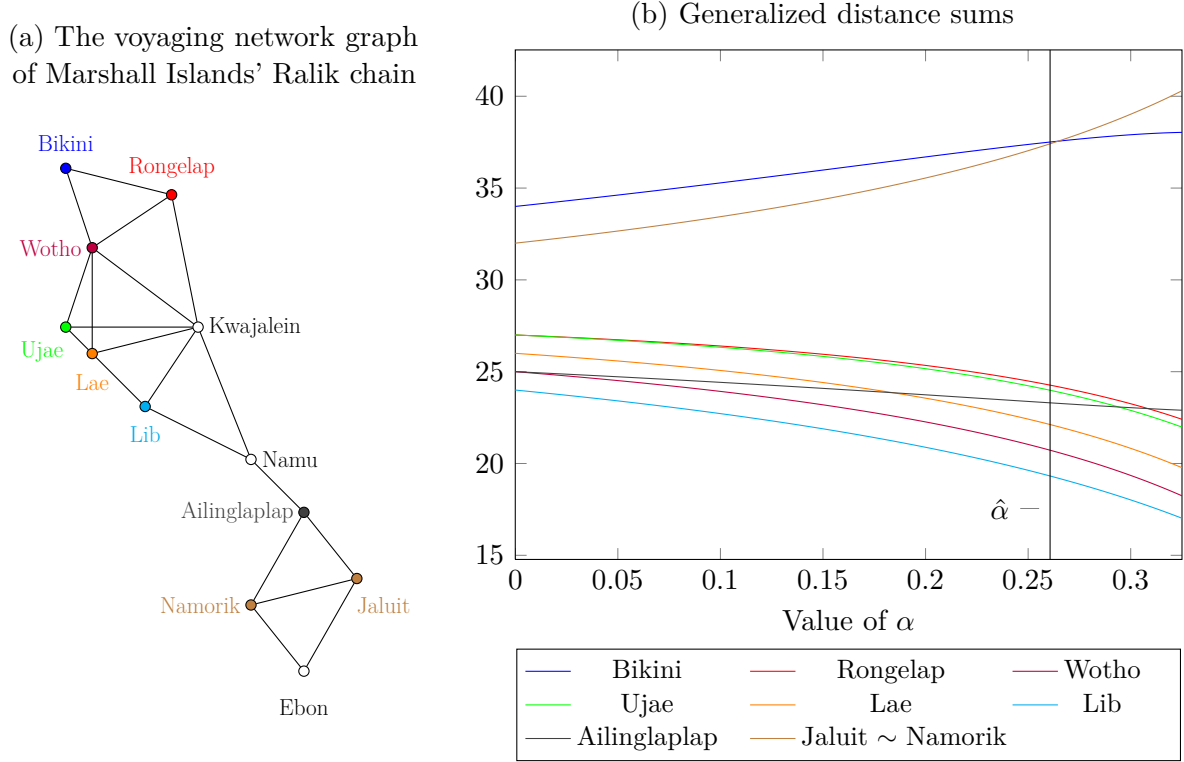 (a) The voyaging network graph
of Marshall Islands' Ralik chain
Bikini
Rongelap
Wotho
Kwajalein
Ujae
Lae
Lib
Namu
Ailinglaplap
Namorik
Jaluit
Ebon
(b) Generalized distance sums
40
35
30
25
20
15
α̂
0 0.05 0.1 0.15 0.2 0.25 0.3
Value of α
Bikini Rongelap Wotho
Ujae Lae Lib
Ailinglaplap Jaluit ∼ Namorik